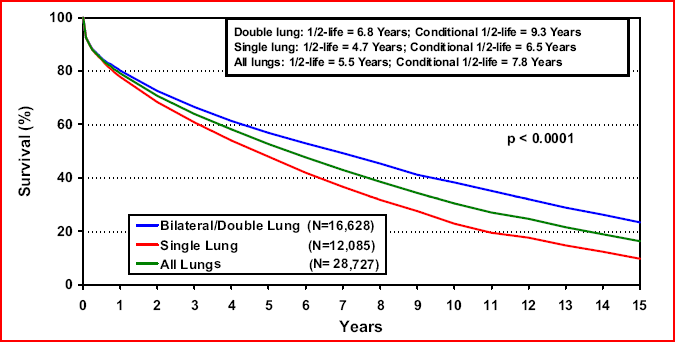 Double lung: 1/2-life = 6.8 Years; Conditional 1/2-life = 9.3 Years
Single lung: 1/2-life = 4.7 Years; Conditional 1/2-life = 6.5 Years
All lungs: 1/2-life = 5.5 Years; Conditional 1/2-life = 7.8 Years
p < 0.0001
Survival (%)
100
80
60
40
20
0
Bilateral/Double Lung (N=16,628)
Single Lung (N=12,085)
All Lungs (N= 28,727)
0 1 2 3 4 5 6 7 8 9 10 11 12 13 14 15
Years